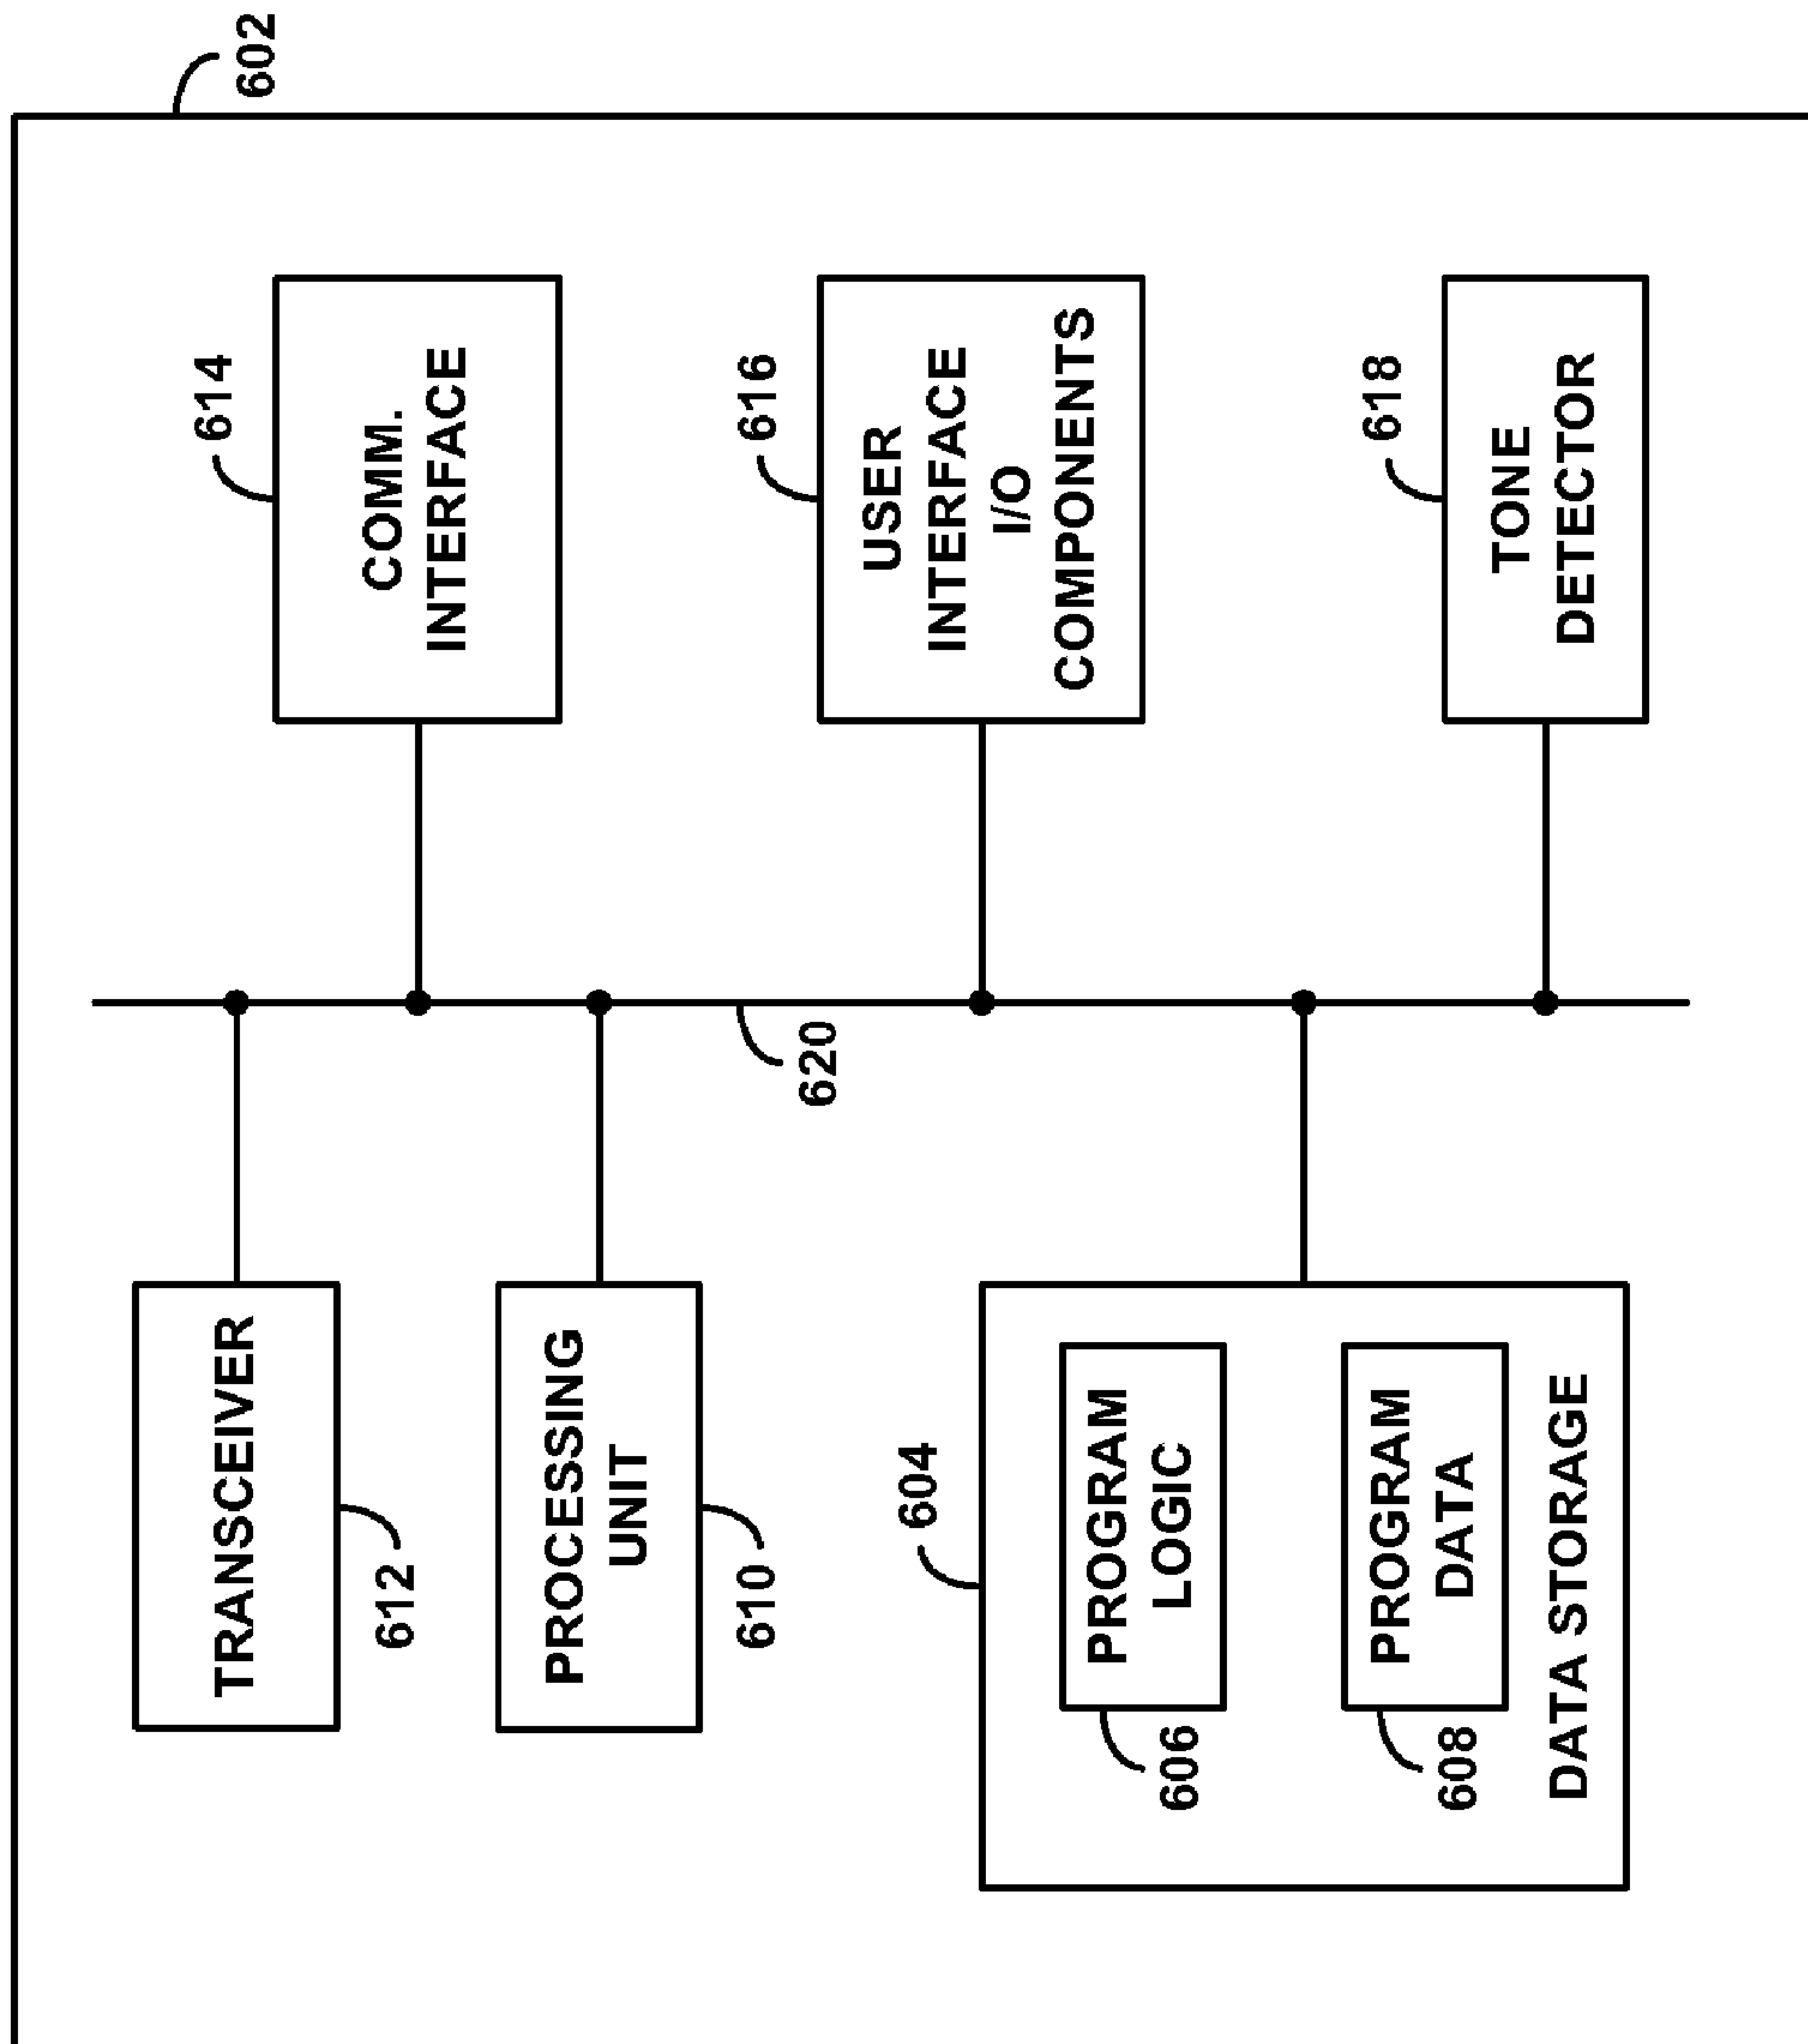 602
TRANSCEIVER
612
COMM.
INTERFACE
614
PROCESSING
UNIT
610
620
USER
INTERFACE
I/O
COMPONENTS
616
604
PROGRAM
LOGIC
606
PROGRAM
DATA
608
DATA STORAGE
TONE
DETECTOR
618